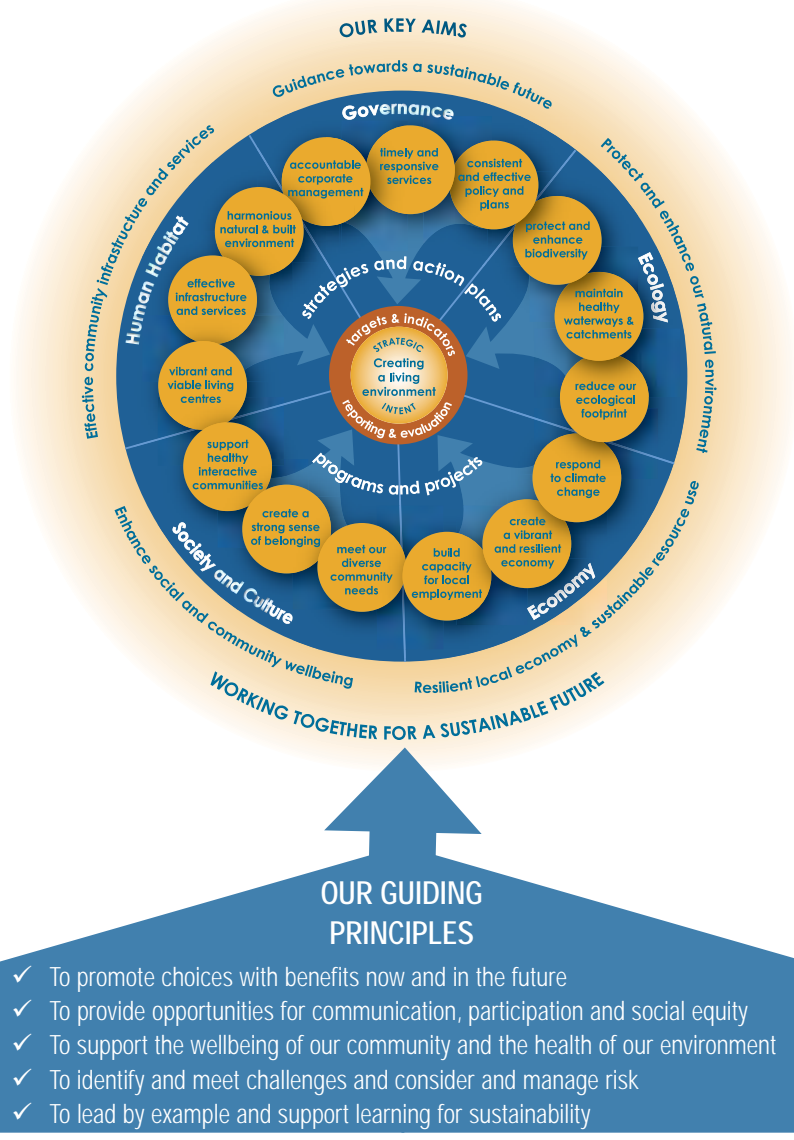 OUR KEY AIMS
Guidance towards a sustainable future
Governance
accountable
corporate
management
timely and
responsive
services
consistent
and effective
policy and
plans
Protect and enhance our natural environment
Ecology
protect and
enhance
biodiversity
maintain
healthy
waterways &
catchments
reduce our
ecological
footprint
Resilient local economy & sustainable resource use
Economy
respond
to climate
change
create
a vibrant
and resilient
economy
build
capacity
for local
employment
Enhance social and community wellbeing
Society and Culture
meet our
diverse
community
needs
create a
strong sense
of belonging
support
healthy
interactive
communities
Effective community infrastructure and services
Human Habitat
vibrant and
viable living
centres
effective
infrastructure
and services
harmonious
natural & built
environment
strategies and action plans
targets & indicators
STRATEGIC
Creating
a living
environment
INTENT
reporting & evaluation
programs and projects
WORKING TOGETHER FOR A SUSTAINABLE FUTURE
OUR GUIDING
PRINCIPLES
✓ To promote choices with benefits now and in the future
✓ To provide opportunities for communication, participation and social equity
✓ To support the wellbeing of our community and the health of our environment
✓ To identify and meet challenges and consider and manage risk
✓ To lead by example and support learning for sustainability